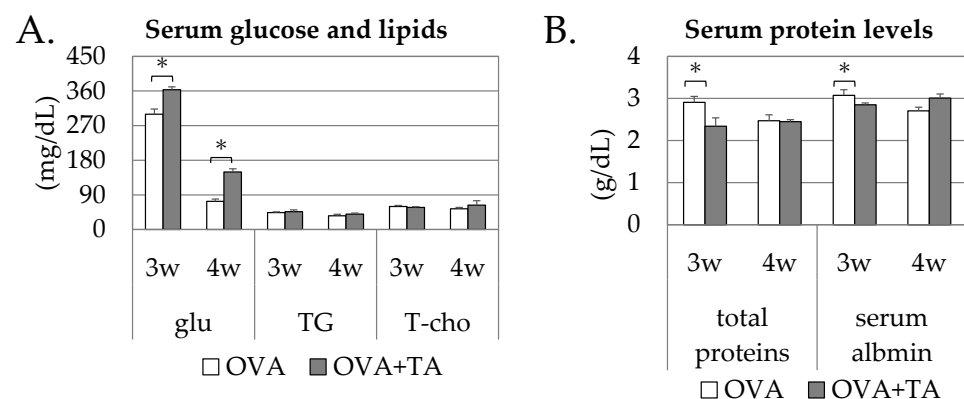 A.
Serum glucose and lipids
(mg/dL)
450
360
270
180
90
0
*
*
3w 4w 3w 4w 3w 4w
glu TG T-cho
OVA OVA+TA
B.
Serum protein levels
(g/dL)
4
3
2
1
0
*
*
3w 4w 3w 4w
total serum
proteins albmin
OVA OVA+TA